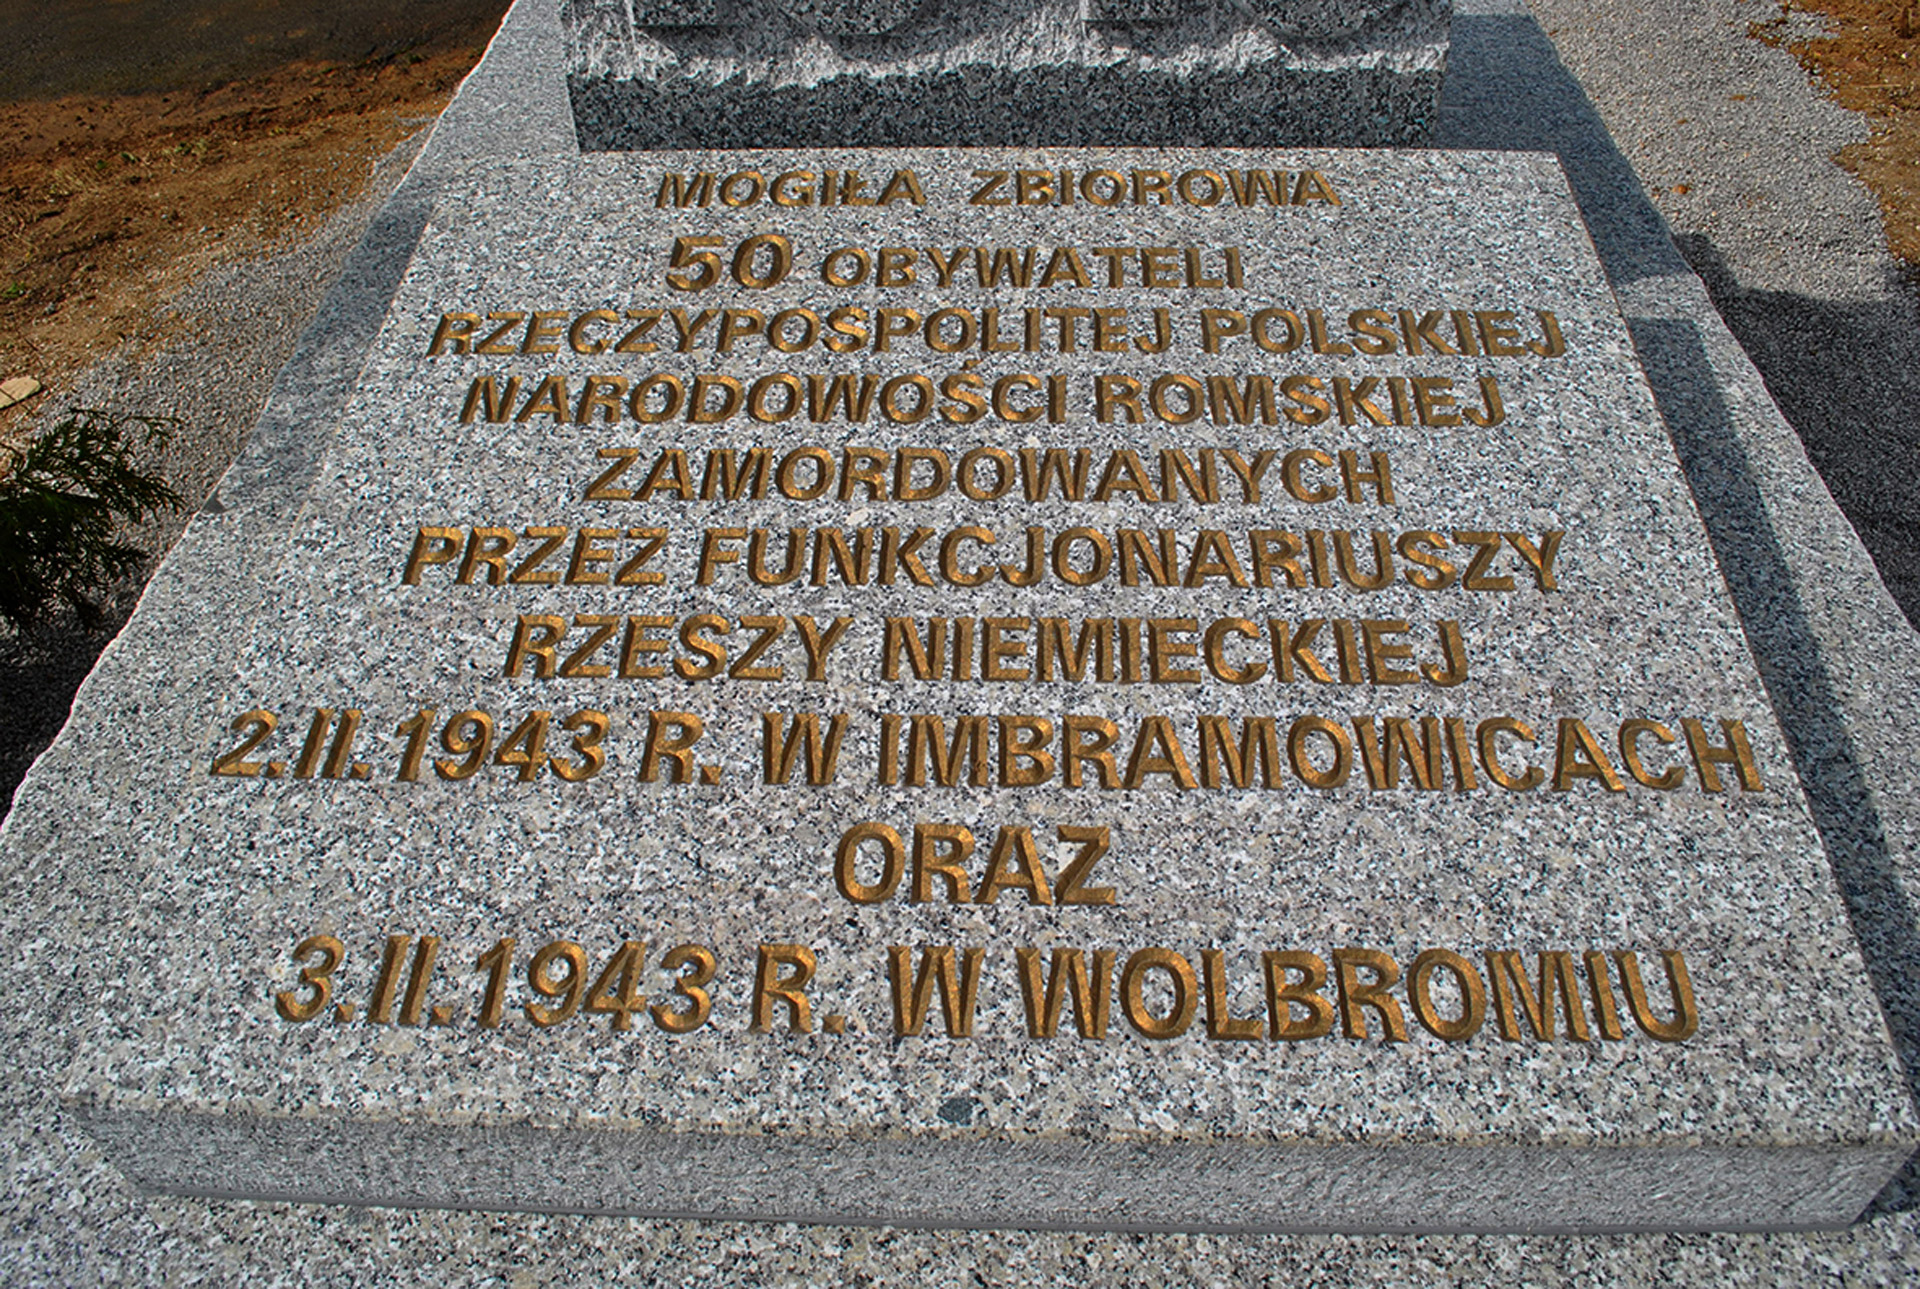 MOGIŁA ZBIOROWA
50 OBYWATELI
RZECZYPOSPOLITEJ POLSKIEJ
NARODOWOŚCI ROMSKIEJ
ZAMORDOWANYCH
PRZEZ FUNKCJONARIUSZY
RZESZY NIEMIECKIEJ
2.II.1943 R. W IMBRAMOWICACH
ORAZ
3.II.1943 R. W WOLBROMIU